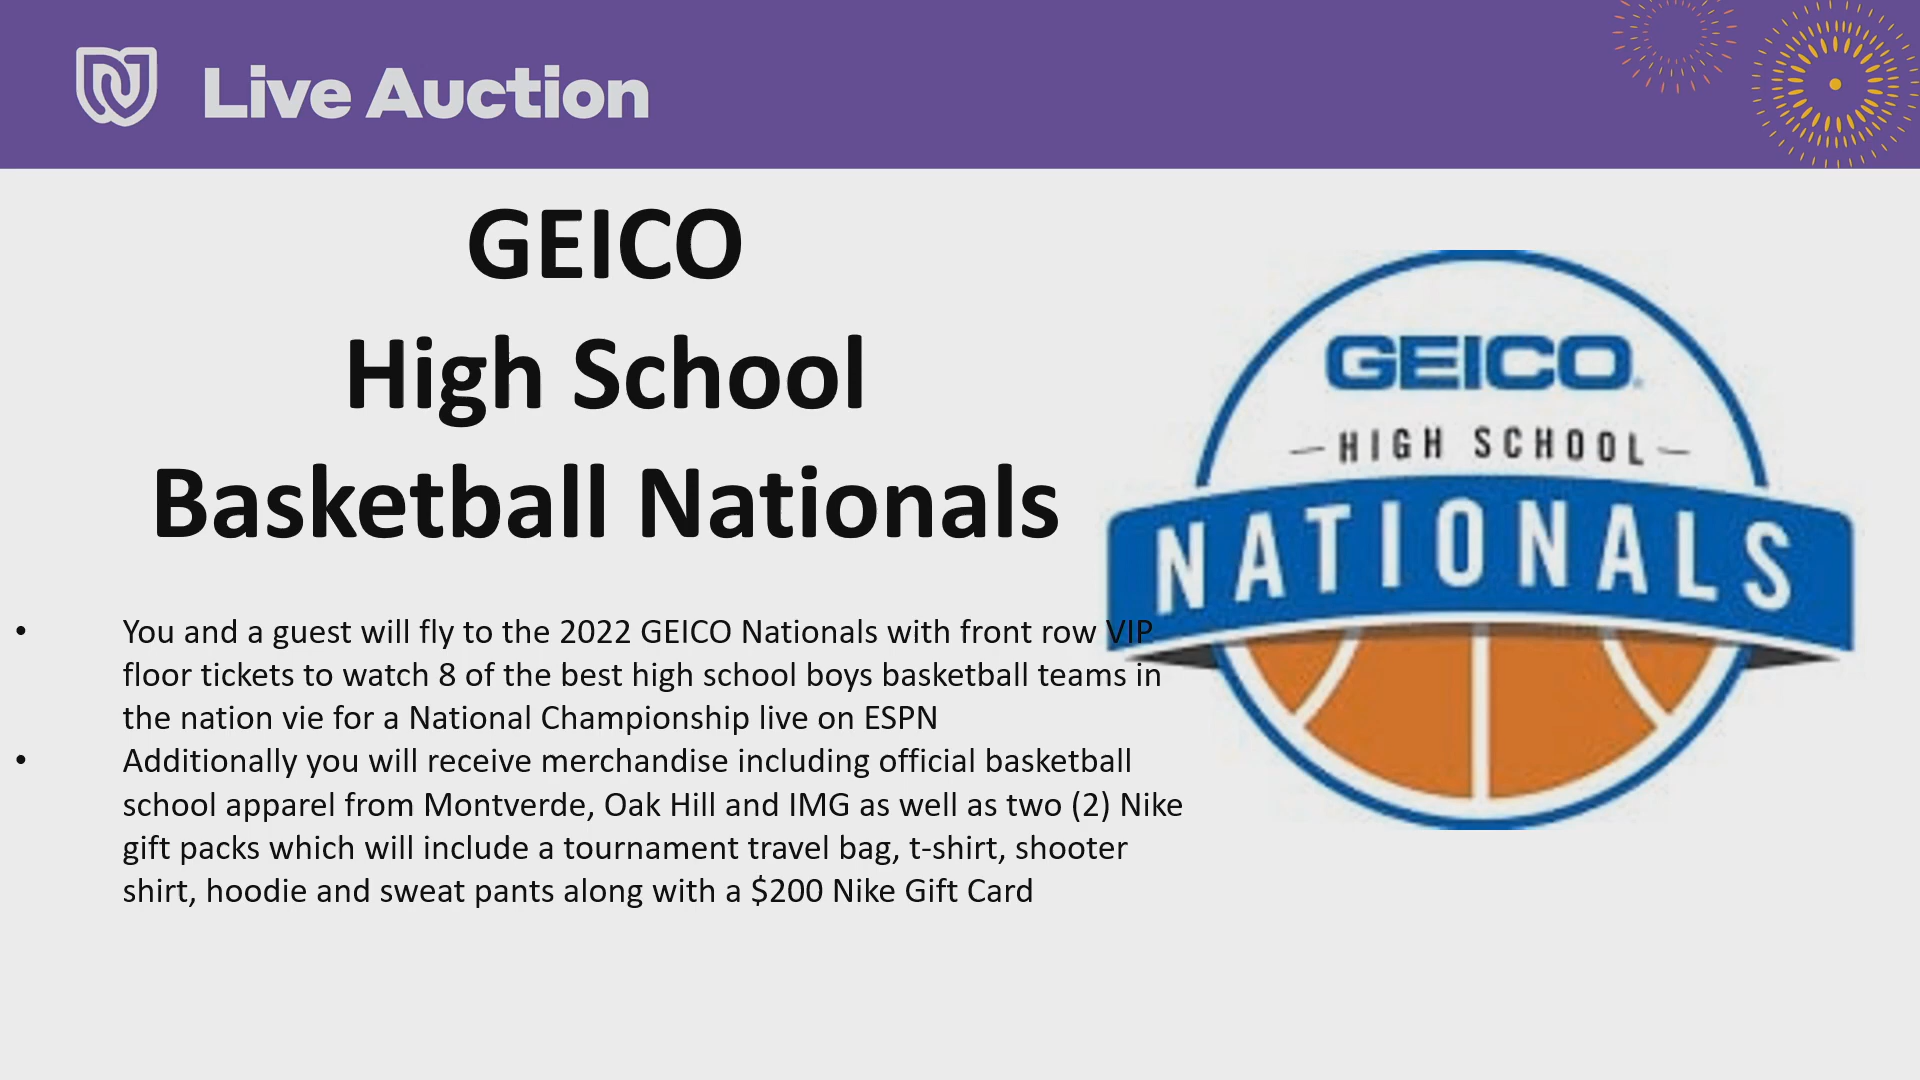 Live Auction
GEICO
High School
Basketball Nationals
• You and a guest will fly to the 2022 GEICO Nationals with front row VIP
floor tickets to watch 8 of the best high school boys basketball teams in
the nation vie for a National Championship live on ESPN
• Additionally you will receive merchandise including official basketball
school apparel from Montverde, Oak Hill and IMG as well as two (2) Nike
gift packs which will include a tournament travel bag, t-shirt, shooter
shirt, hoodie and sweat pants along with a $200 Nike Gift Card
GEICO
HIGH SCHOOL
NATIONALS